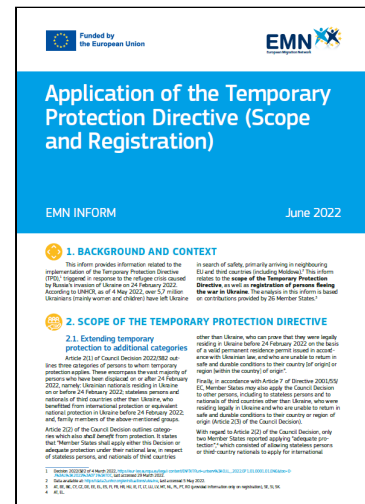 Funded by
the European Union
EMN
European Migration Network
Application of the Temporary
Protection Directive (Scope
and Registration)
EMN INFORM
June 2022
1. BACKGROUND AND CONTEXT
This inform provides information related to the
implementation of the Temporary Protection Directive
(TPD),¹ triggered in response to the refugee crisis caused
by Russia's invasion of Ukraine on 24 February 2022.
According to UNHCR, as of 4 May 2022, over 5,7 million
Ukrainians (mainly women and children) have left Ukraine
in search of safety, primarily arriving in neighbouring
EU and third countries (including Moldova).² This inform
relates to the scope of the Temporary Protection
Directive, as well as registration of persons fleeing
the war in Ukraine. The analysis in this inform is based
on contributions provided by 26 Member States.³
2. SCOPE OF THE TEMPORARY PROTECTION DIRECTIVE
2.1. Extending temporary
protection to additional categories
Article 2(1) of Council Decision 2022/382 out-
lines three categories of persons to whom temporary
protection applies. These encompass the vast majority of
persons who have been displaced on or after 24 February
2022, namely: Ukrainian nationals residing in Ukraine
on or before 24 February 2022; stateless persons and
nationals of third countries other than Ukraine, who
benefitted from international protection or equivalent
national protection in Ukraine before 24 February 2022;
and, family members of the above-mentioned groups.
Article 2(2) of the Council Decision outlines catego-
ries which also shall benefit from protection. It states
that "Member States shall apply either this Decision or
adequate protection under their national law, in respect
of stateless persons, and nationals of third countries
other than Ukraine, who can prove that they were legally
residing in Ukraine before 24 February 2022 on the basis
of a valid permanent residence permit issued in accord-
ance with Ukrainian law, and who are unable to return in
safe and durable conditions to their country [of origin] or
region [within the country] of origin".
Finally, in accordance with Article 7 of Directive 2001/55/
EC, Member States may also apply the Council Decision
to other persons, including to stateless persons and to
nationals of third countries other than Ukraine, who were
residing legally in Ukraine and who are unable to return in
safe and durable conditions to their country or region of
origin (Article 2(3) of the Council Decision).
With regard to Article 2(2) of the Council Decision, only
two Member States reported applying "adequate pro-
tection",⁴ which consisted of allowing stateless persons
or third-country nationals to apply for international